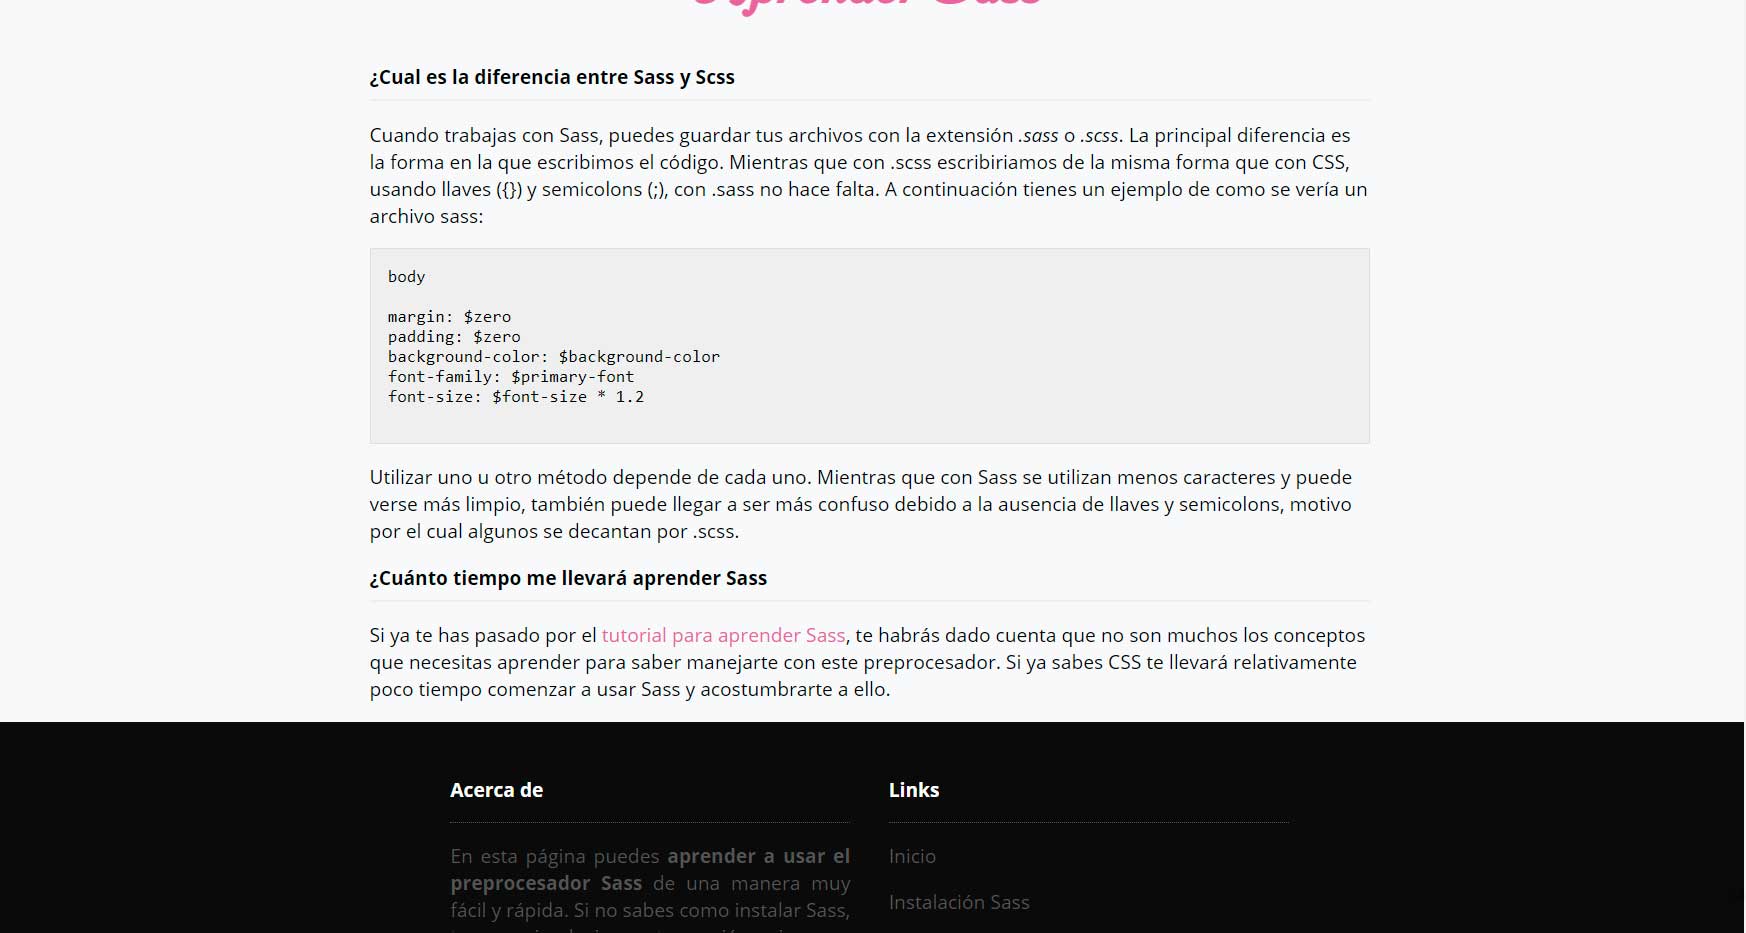 Aprender Sass
¿Cual es la diferencia entre Sass y Scss
Cuando trabajas con Sass, puedes guardar tus archivos con la extensión .sass o .scss. La principal diferencia es
la forma en la que escribimos el código. Mientras que con .scss escribiriamos de la misma forma que con CSS,
usando llaves ({}) y semicolons (;), con .sass no hace falta. A continuación tienes un ejemplo de como se vería un
archivo sass:
body
margin: $zero
padding: $zero
background-color: $background-color
font-family: $primary-font
font-size: $font-size * 1.2
Utilizar uno u otro método depende de cada uno. Mientras que con Sass se utilizan menos caracteres y puede
verse más limpio, también puede llegar a ser más confuso debido a la ausencia de llaves y semicolons, motivo
por el cual algunos se decantan por .scss.
¿Cuánto tiempo me llevará aprender Sass
Si ya te has pasado por el tutorial para aprender Sass, te habrás dado cuenta que no son muchos los conceptos
que necesitas aprender para saber manejarte con este preprocesador. Si ya sabes CSS te llevará relativamente
poco tiempo comenzar a usar Sass y acostumbrarte a ello.
Acerca de
En esta página puedes aprender a usar el
preprocesador Sass de una manera muy
fácil y rápida. Si no sabes como instalar Sass,
Links
Inicio
Instalación Sass